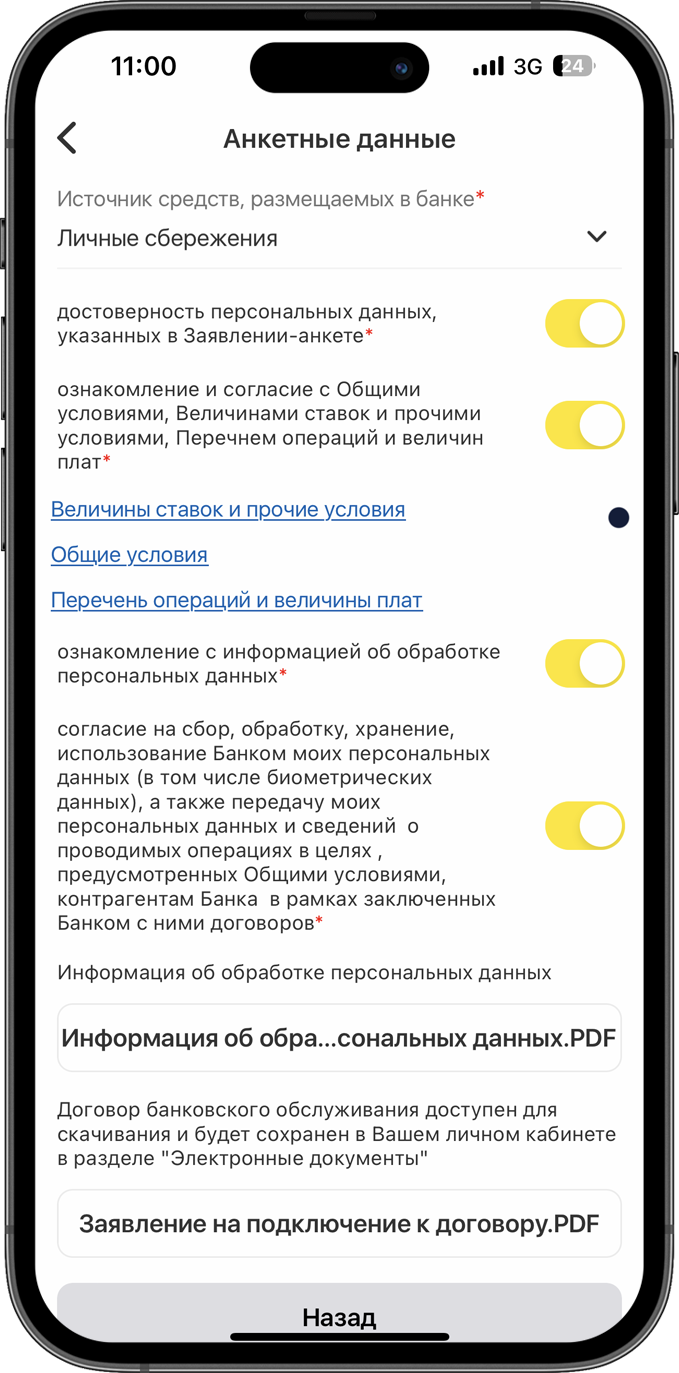 11:00
3G
24
Анкетные данные
Источник средств, размещаемых в банке*
Личные сбережения
достоверность персональных данных,
указанных в Заявлении-анкете*
ознакомление и согласие с Общими
условиями, Величинами ставок и прочими
условиями, Перечнем операций и величин
плат*
Величины ставок и прочие условия
Общие условия
Перечень операций и величины плат
ознакомление с информацией об обработке
персональных данных*
согласие на сбор, обработку, хранение,
использование Банком моих персональных
данных (в том числе биометрических
данных), а также передачу моих
персональных данных и сведений о
проводимых операциях в целях ,
предусмотренных Общими условиями,
контрагентам Банка в рамках заключенных
Банком с ними договоров*
Информация об обработке персональных данных
Информация об обра...сональных данных.PDF
Договор банковского обслуживания доступен для
скачивания и будет сохранен в Вашем личном кабинете
в разделе "Электронные документы"
Заявление на подключение к договору.PDF
Назад